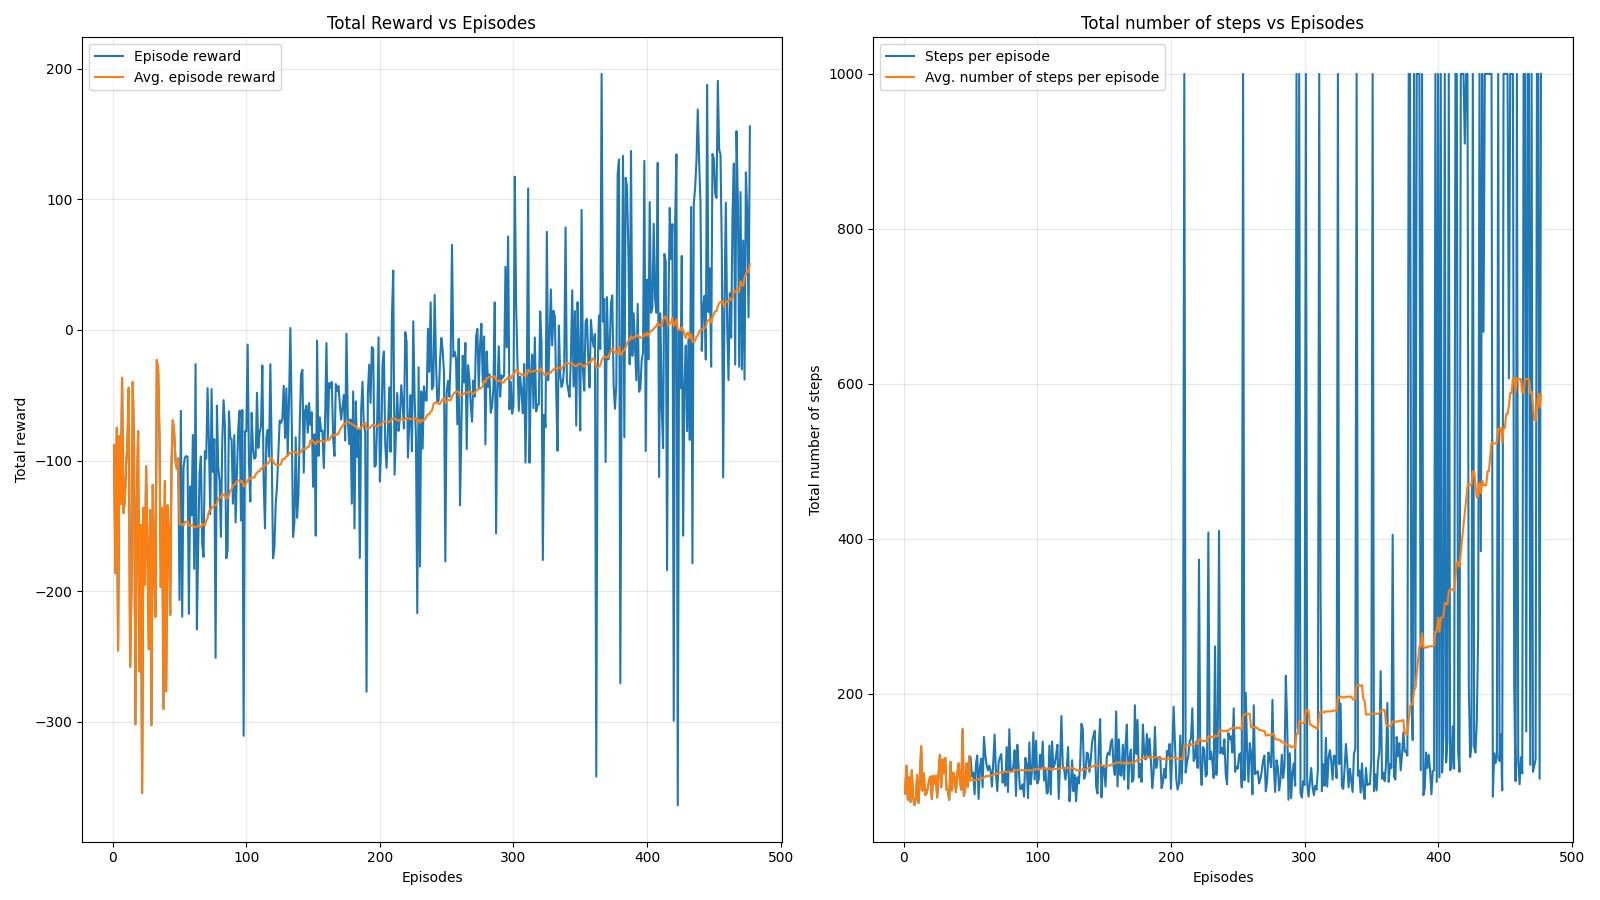 Total Reward vs Episodes
Episode reward
Avg. episode reward
200
100
0
−100
−200
−300
Total reward
0
100
200
300
400
500
Episodes
Total number of steps vs Episodes
Steps per episode
Avg. number of steps per episode
1000
800
600
400
200
Total number of steps
0
100
200
300
400
500
Episodes